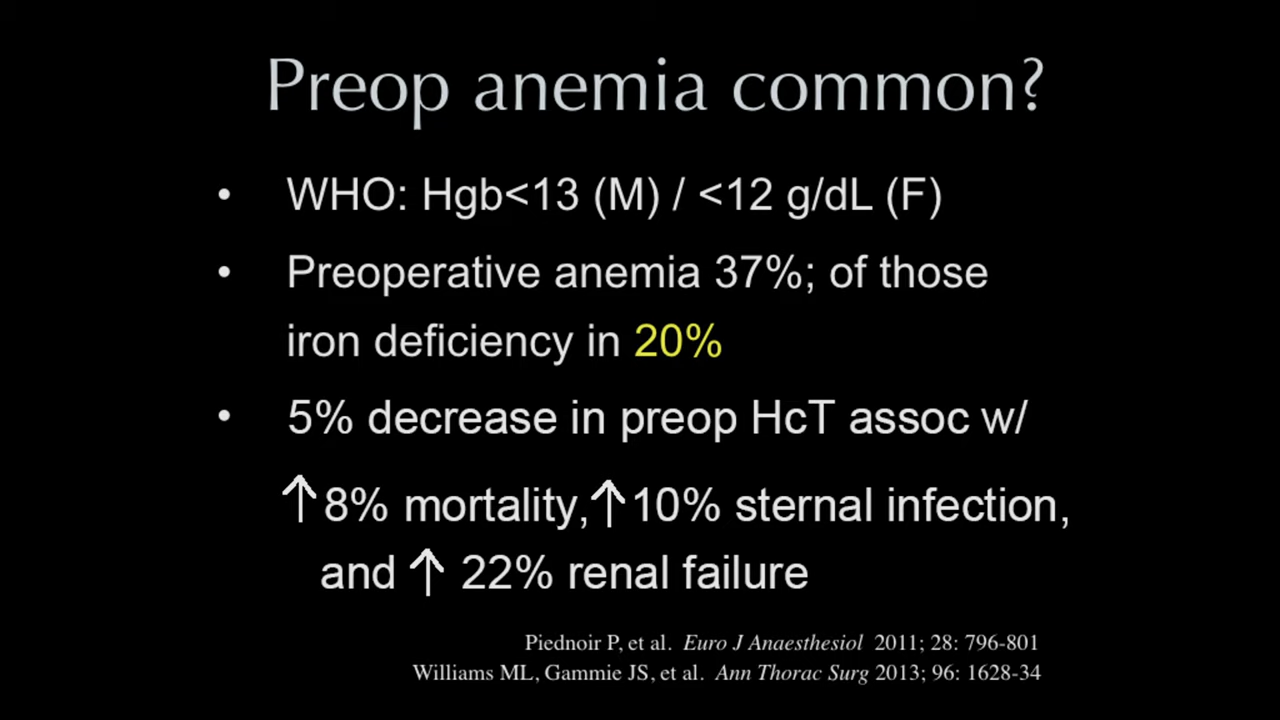 Preop anemia common?
• WHO: Hgb<13 (M) / <12 g/dL (F)
• Preoperative anemia 37%; of those
iron deficiency in 20%
• 5% decrease in preop HcT assoc w/
↑8% mortality,↑10% sternal infection,
and ↑ 22% renal failure
Piednoir P, et al. Euro J Anaesthesiol 2011; 28: 796-801
Williams ML, Gammie JS, et al. Ann Thorac Surg 2013; 96: 1628-34